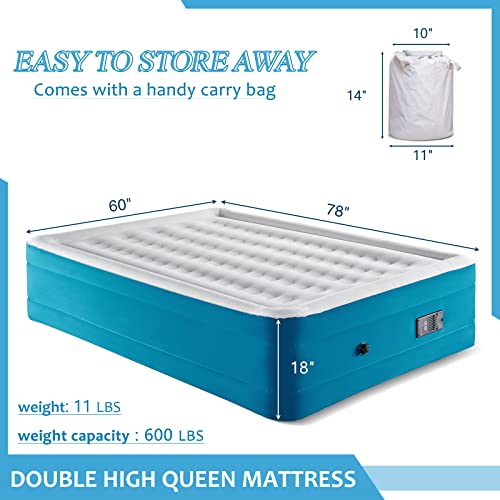 EASY TO STORE AWAY
Comes with a handy carry bag
10"
14"
11"
60"
78"
18"
weight: 11 LBS
weight capacity : 600 LBS
DOUBLE HIGH QUEEN MATTRESS